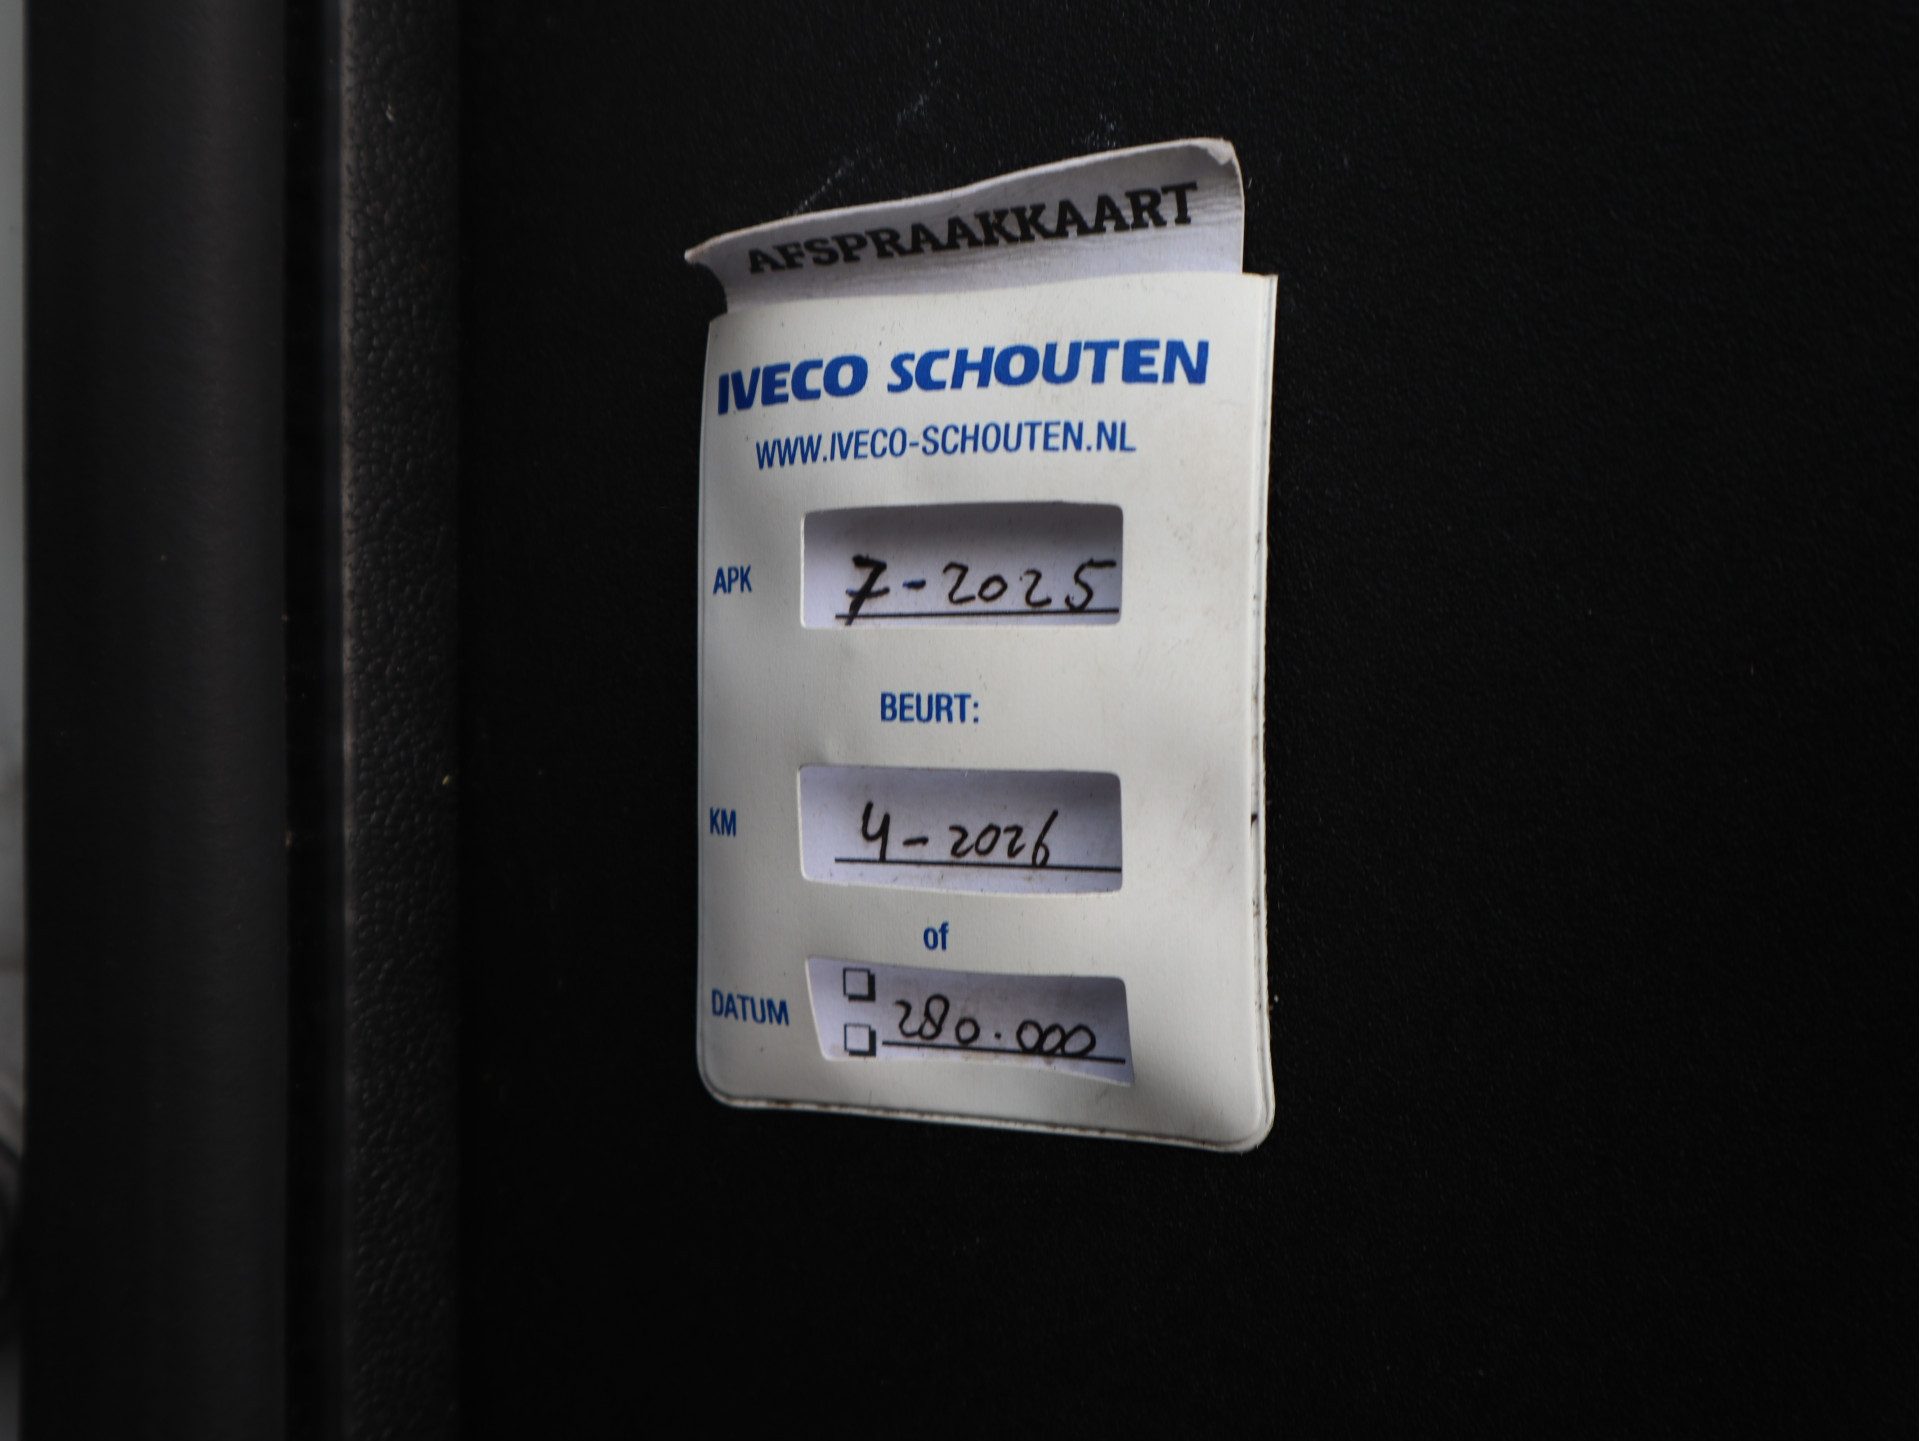 AFSPRAAKKAART
IVECO SCHOUTEN
WWW.IVECO-SCHOUTEN.NL
APK 7-2025
BEURT:
KM 4-2026
of
DATUM 280.000